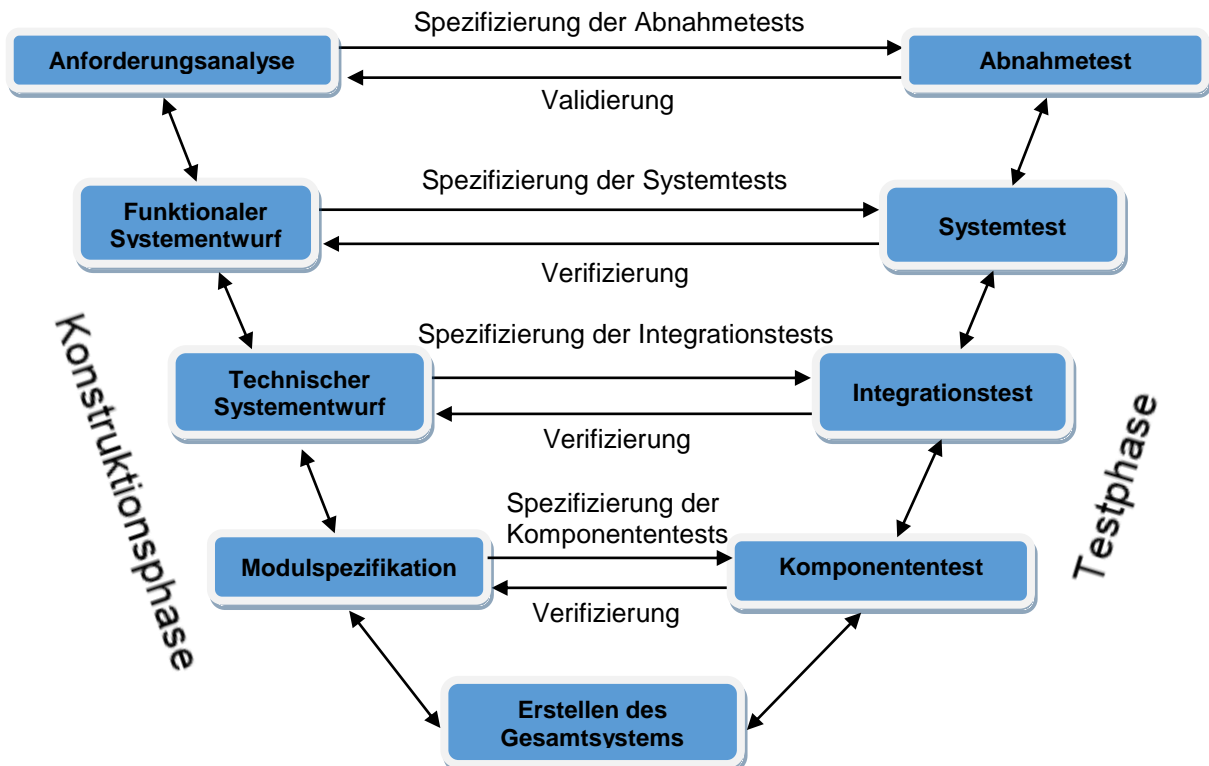 Spezifizierung der Abnahmetests
Anforderungsanalyse
Abnahmetest
Validierung
Spezifizierung der Systemtests
Funktionaler
Systementwurf
Systemtest
Verifizierung
Spezifizierung der Integrationstests
Technischer
Systementwurf
Integrationstest
Verifizierung
Konstruktionsphase
Testphase
Spezifizierung der
Komponententests
Modulspezifikation
Komponententest
Verifizierung
Erstellen des
Gesamtsystems